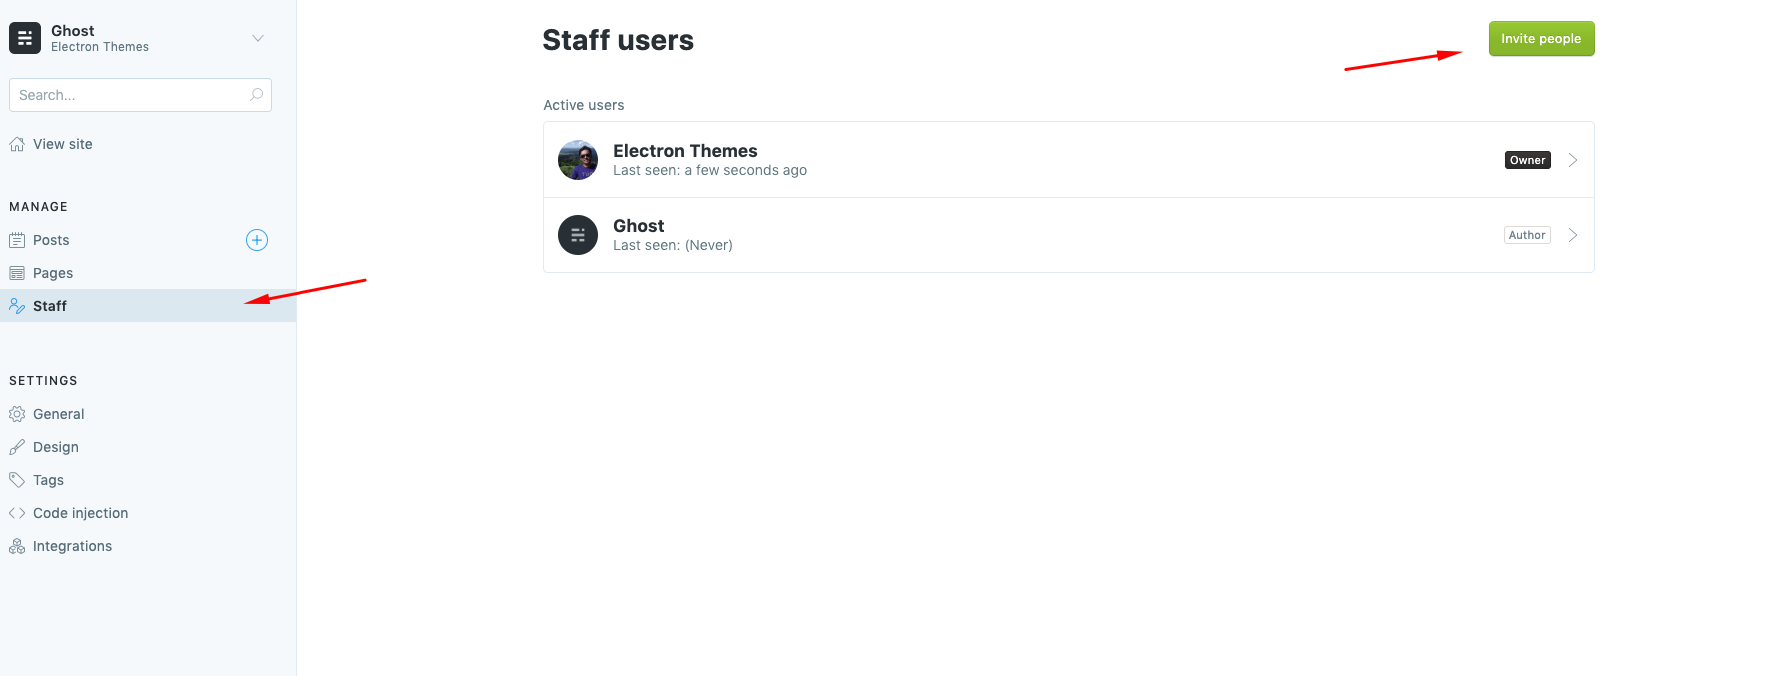 Ghost
Electron Themes
Search...
View site
MANAGE
Posts
Pages
Staff
SETTINGS
General
Design
Tags
Code injection
Integrations
Staff users
Invite people
Active users
Electron Themes
Last seen: a few seconds ago
Owner
Ghost
Last seen: (Never)
Author